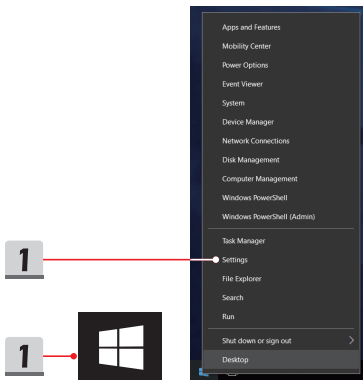 Apps and Features
Mobility Center
Power Options
Event Viewer
System
Device Manager
Network Connections
Disk Management
Computer Management
Windows PowerShell
Windows PowerShell (Admin)
Task Manager
1
Settings
File Explorer
Search
Run
Shut down or sign out
1
Desktop